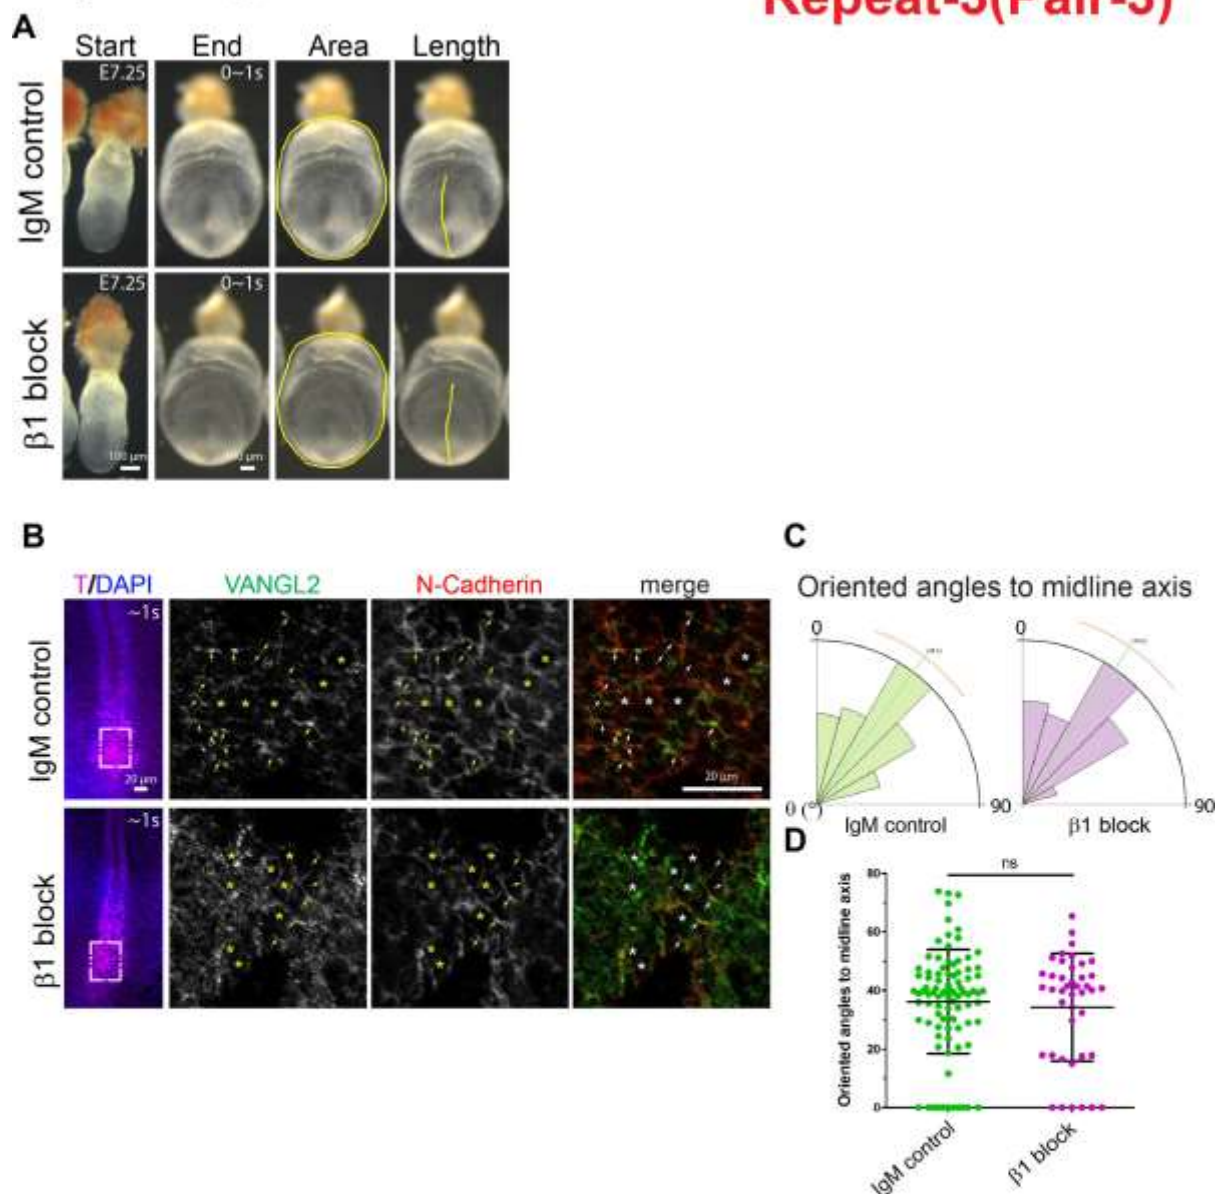 Repeat-3(Pair-3)
A
Start End Area Length
IgM control
E7.25
0~1s
β1 block
E7.25
0~1s
100 µm
B
T/DAPI VANGL2 N-Cadherin merge
IgM control
~1s
20 µm
20 µm
β1 block
~1s
C
Oriented angles to midline axis
0
90
θ (°)
IgM control
0
90
β1 block
D
ns
Oriented angles to midline axis
80
60
40
20
0
IgM control
β1 block